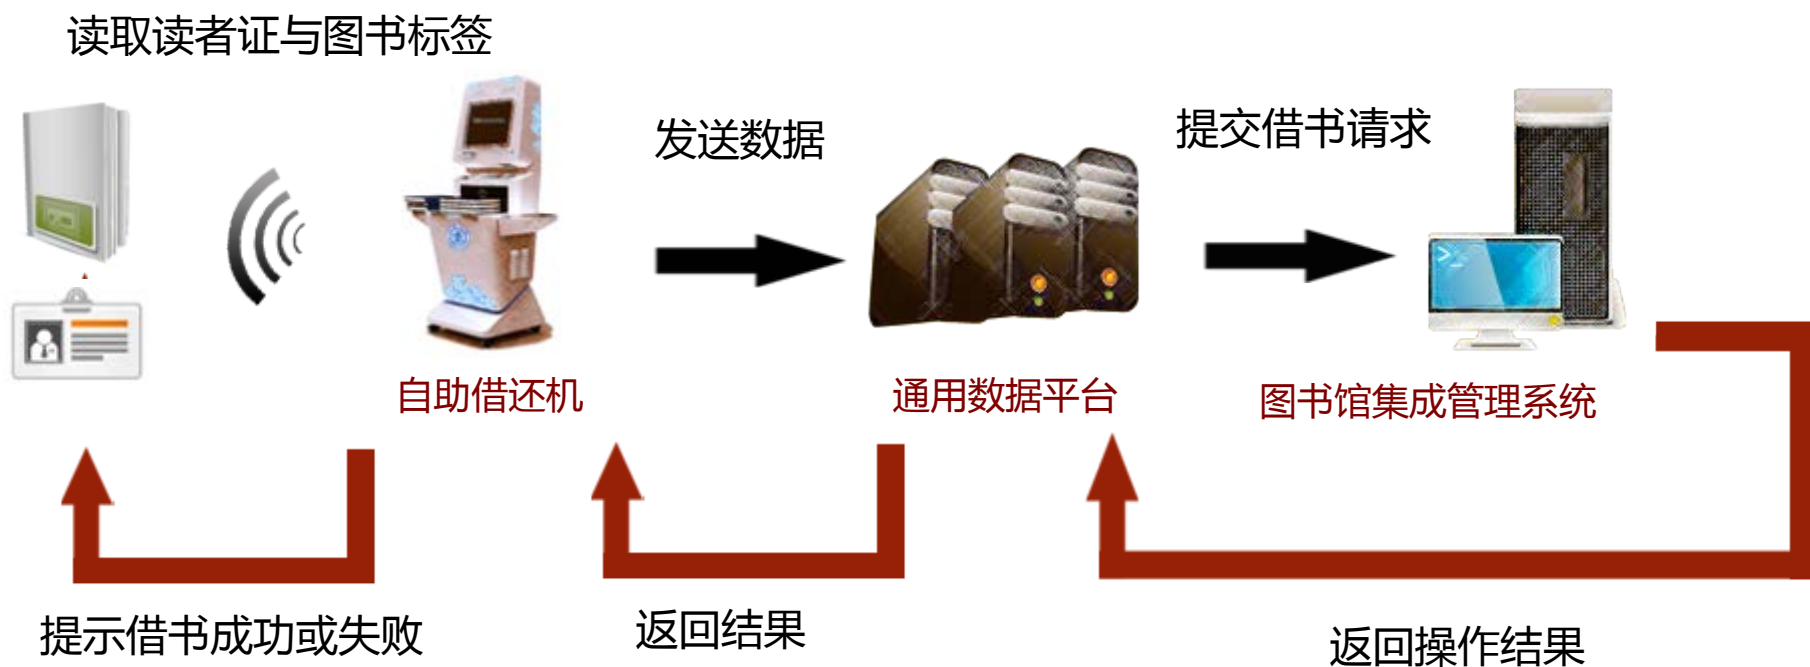 读取读者证与图书标签
发送数据
提交借书请求
自助借还机
通用数据平台
图书馆集成管理系统
提示借书成功或失败
返回结果
返回操作结果